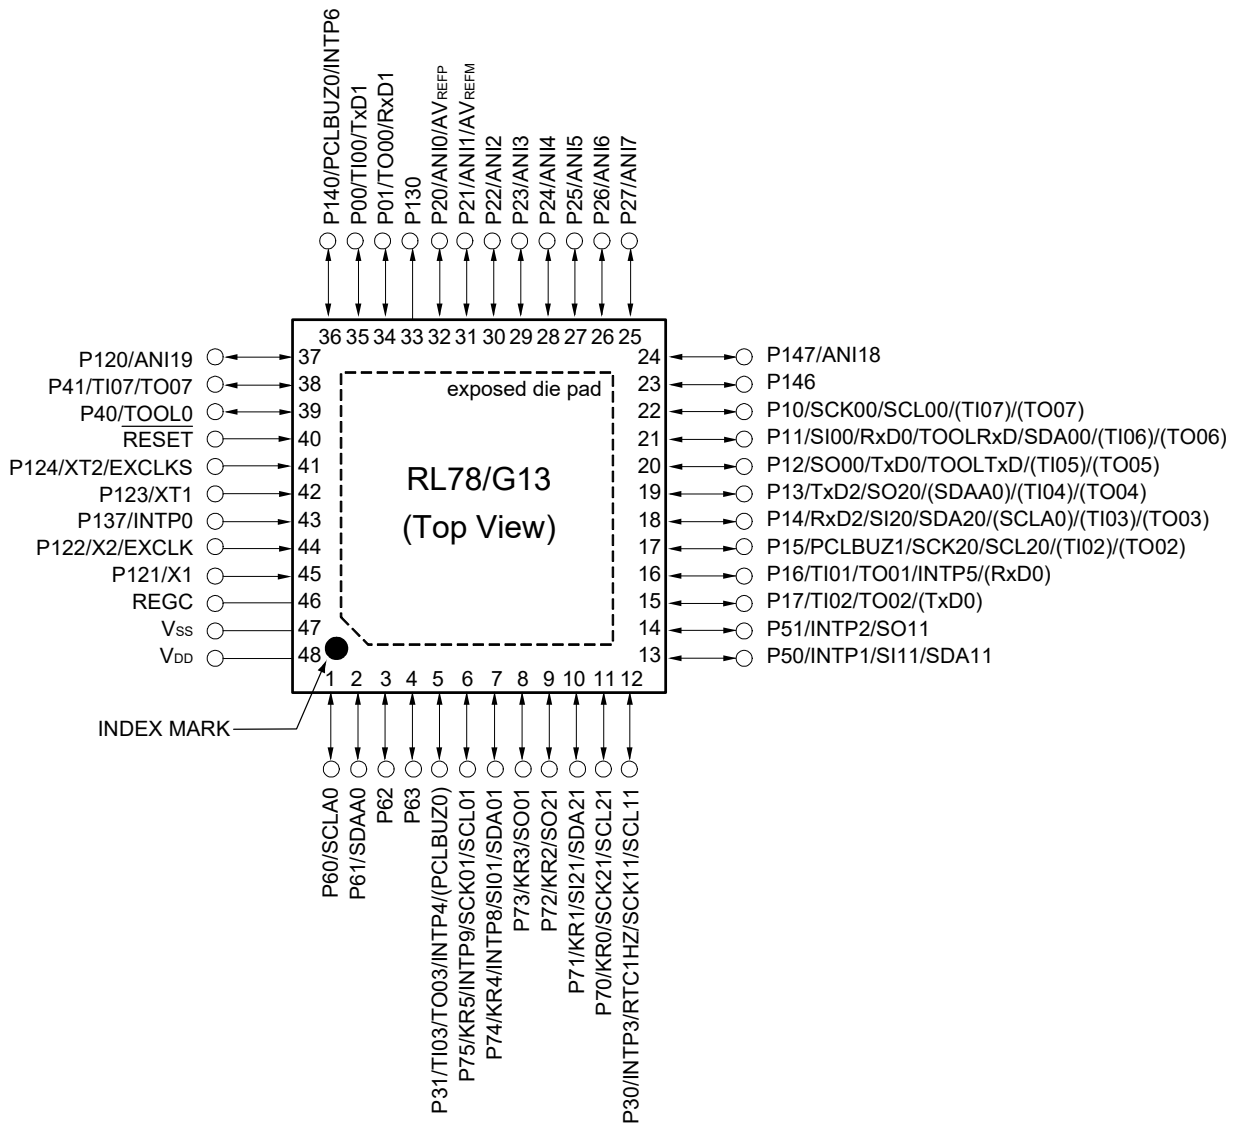 P140/PCLBUZ0/INTP6
P00/TI00/TxD1
P01/TO00/RxD1
P130
P20/ANI0/AVREFP
P21/ANI1/AVREFM
P22/ANI2
P23/ANI3
P24/ANI4
P25/ANI5
P26/ANI6
P27/ANI7
36 35 34 33 32 31 30 29 28 27 26 25
P120/ANI19 37
P41/TI07/TO07 38
P40/TOOL0 39
RESET 40
P124/XT2/EXCLKS 41
P123/XT1 42
P137/INTP0 43
P122/X2/EXCLK 44
P121/X1 45
REGC 46
VSS 47
VDD 48
exposed die pad
RL78/G13
(Top View)
24 P147/ANI18
23 P146
22 P10/SCK00/SCL00/(TI07)/(TO07)
21 P11/SI00/RxD0/TOOLRxD/SDA00/(TI06)/(TO06)
20 P12/SO00/TxD0/TOOLTxD/(TI05)/(TO05)
19 P13/TxD2/SO20/(SDAA0)/(TI04)/(TO04)
18 P14/RxD2/SI20/SDA20/(SCLA0)/(TI03)/(TO03)
17 P15/PCLBUZ1/SCK20/SCL20/(TI02)/(TO02)
16 P16/TI01/TO01/INTP5/(RxD0)
15 P17/TI02/TO02/(TxD0)
14 P51/INTP2/SO11
13 P50/INTP1/SI11/SDA11
1 2 3 4 5 6 7 8 9 10 11 12
INDEX MARK
P60/SCLA0
P61/SDAA0
P62
P63
P31/TI03/TO03/INTP4/(PCLBUZ0)
P75/KR5/INTP9/SCK01/SCL01
P74/KR4/INTP8/SI01/SDA01
P73/KR3/SO01
P72/KR2/SO21
P71/KR1/SI21/SDA21
P70/KR0/SCK21/SCL21
P30/INTP3/RTC1HZ/SCK11/SCL11